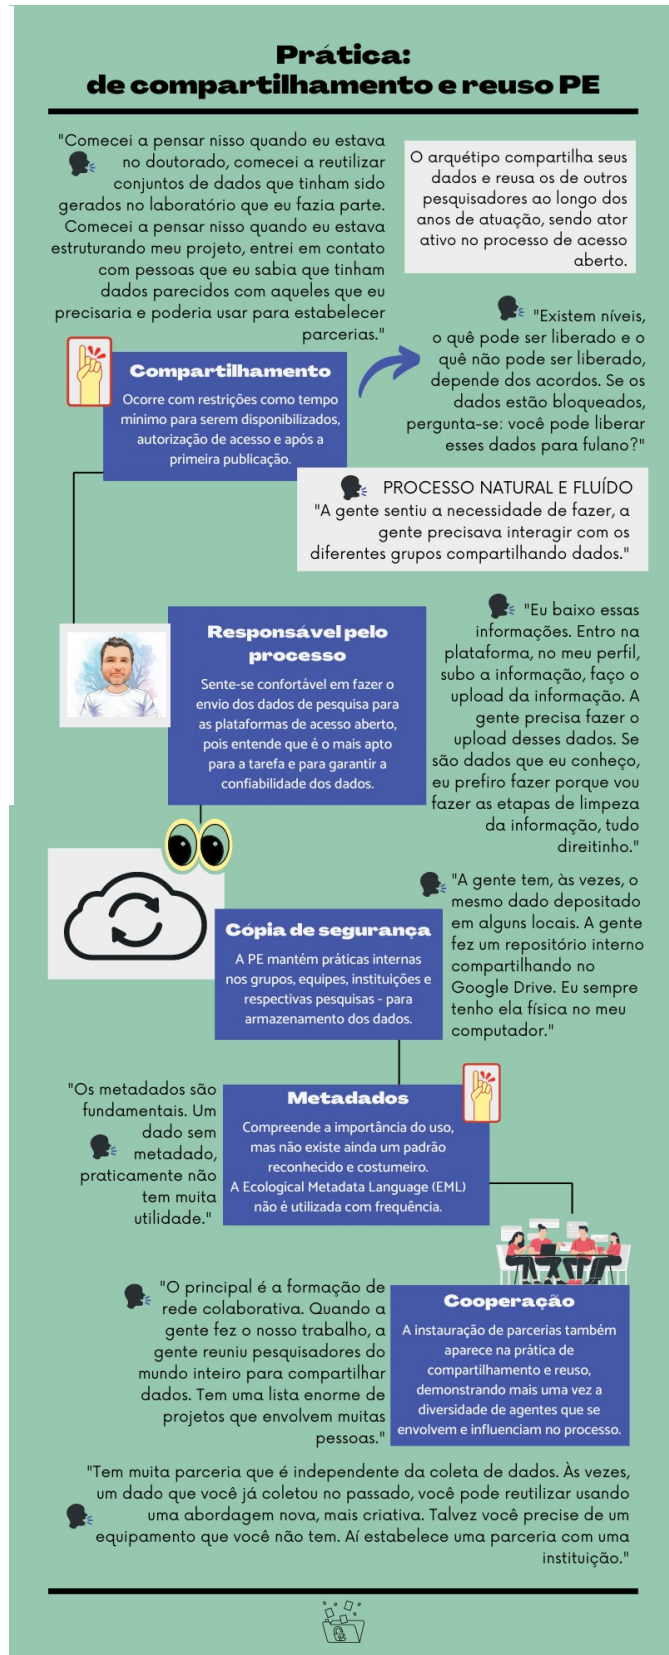 Prática:
de compartilhamento e reuso PE
"Comecei a pensar nisso quando eu estava
no doutorado, comecei a reutilizar
conjuntos de dados que tinham sido
gerados no laboratório que eu fazia parte.
Comecei a pensar nisso quando eu estava
estruturando meu projeto, entrei em contato
com pessoas que eu sabia que tinham
dados parecidos com aqueles que eu
precisaria e poderia usar para estabelecer
parcerias."
O arquétipo compartilha seus
dados e reusa os de outros
pesquisadores ao longo dos
anos de atuação, sendo ator
ativo no processo de acesso
aberto.
Compartilhamento
Ocorre com restrições como tempo
mínimo para serem disponibilizados,
autorização de acesso e após a
primeira publicação.
"Existem níveis,
o quê pode ser liberado e o
quê não pode ser liberado,
depende dos acordos. Se os
dados estão bloqueados,
pergunta-se: você pode liberar
esses dados para fulano?"
PROCESSO NATURAL E FLUÍDO
"A gente sentiu a necessidade de fazer, a
gente precisava interagir com os
diferentes grupos compartilhando dados."
Responsável pelo
processo
Sente-se confortável em fazer o
envio dos dados de pesquisa para
as plataformas de acesso aberto,
pois entende que é o mais apto
para a tarefa e para garantir a
confiabilidade dos dados.
"Eu baixo essas
informações. Entro na
plataforma, no meu perfil,
subo a informação, faço o
upload da informação. A
gente precisa fazer o
upload desses dados. Se
são dados que eu conheço,
eu prefiro fazer porque vou
fazer as etapas de limpeza
da informação, tudo
direitinho."
Cópia de segurança
A PE mantém práticas internas
nos grupos, equipes, instituições e
respectivas pesquisas - para
armazenamento dos dados.
"A gente tem, às vezes, o
mesmo dado depositado
em alguns locais. A gente
fez um repositório interno
compartilhando no
Google Drive. Eu sempre
tenho ela física no meu
computador."
"Os metadados são
fundamentais. Um
dado sem
metadado,
praticamente não
tem muita
utilidade."
Metadados
Compreende a importância do uso,
mas não existe ainda um padrão
reconhecido e costumeiro.
A Ecological Metadata Language (EML)
não é utilizada com frequência.
"O principal é a formação de
rede colaborativa. Quando a
gente fez o nosso trabalho, a
gente reuniu pesquisadores do
mundo inteiro para compartilhar
dados. Tem uma lista enorme de
projetos que envolvem muitas
pessoas."
Cooperação
A instauração de parcerias também
aparece na prática de
compartilhamento e reuso,
demonstrando mais uma vez a
diversidade de agentes que se
envolvem e influenciam no processo.
"Tem muita parceria que é independente da coleta de dados. Às vezes,
um dado que você já coletou no passado, você pode reutilizar usando
uma abordagem nova, mais criativa. Talvez você precise de um
equipamento que você não tem. Aí estabelece uma parceria com uma
instituição."